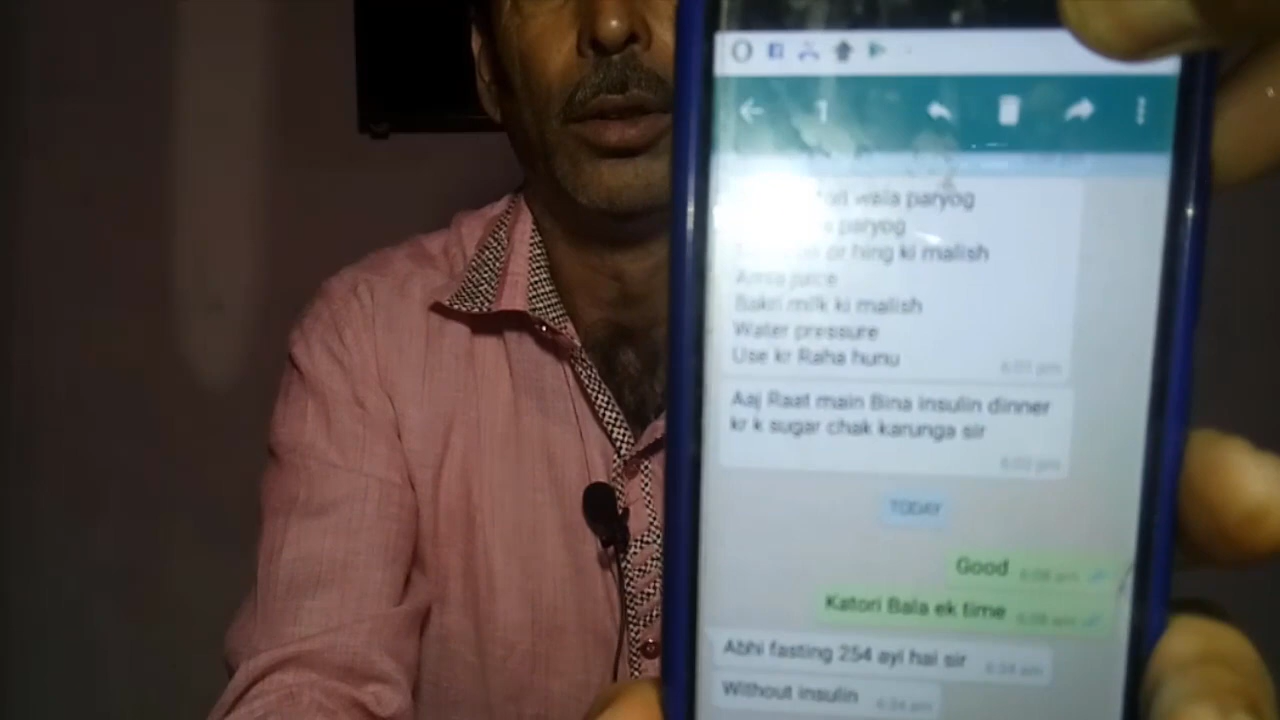 1
wala paryog
paryog
hing ki malish
juice
Bakri milk ki malish
Water pressure
Use kr Raha hunu
Aaj Raat main Bina insulin dinner
kr k sugar chak karunga sir
TODAY
Good
Katori Bala ek time
Abhi fasting 254 ayi hai sir
Without insulin